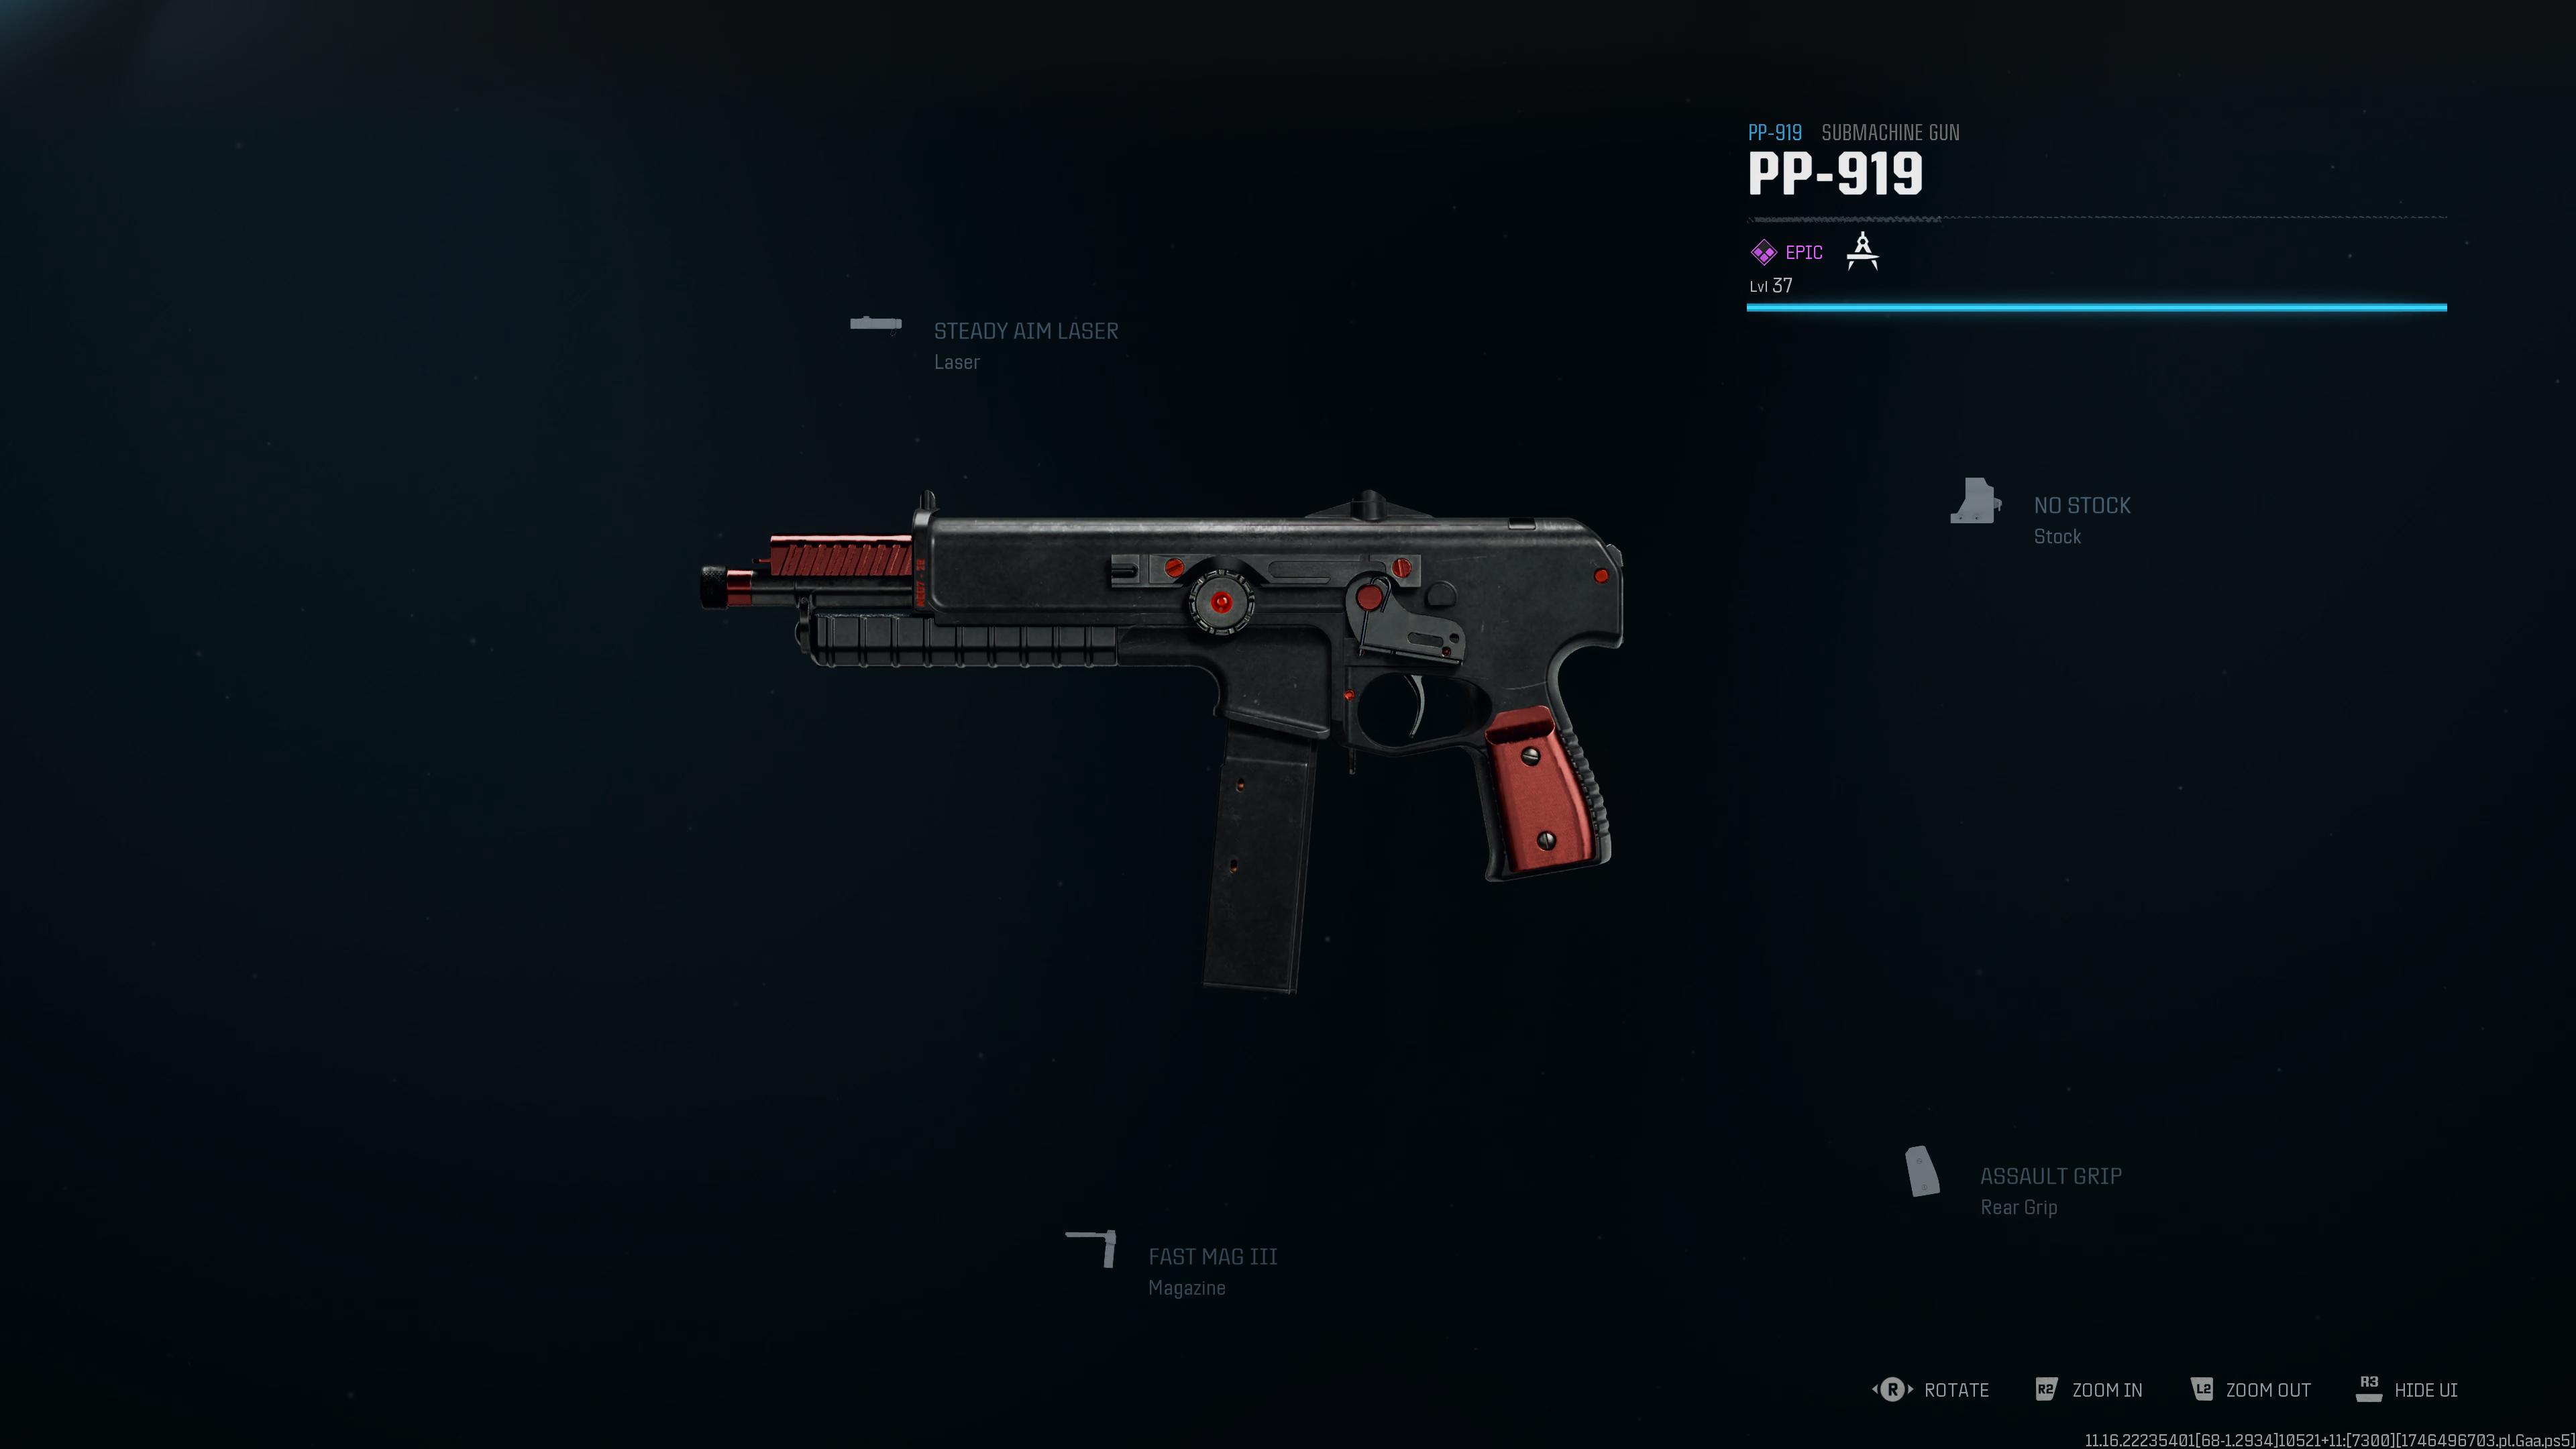 PP-919 SUBMACHINE GUN
PP-919
EPIC
Lvl 37
STEADY AIM LASER
Laser
NO STOCK
Stock
ASSAULT GRIP
Rear Grip
FAST MAG III
Magazine
R ROTATE R2 ZOOM IN L2 ZOOM OUT R3 HIDE UI
11.16.22235401[68-1.2934]10521+11:[7300][1746496703.pl.Gaa.ps5]